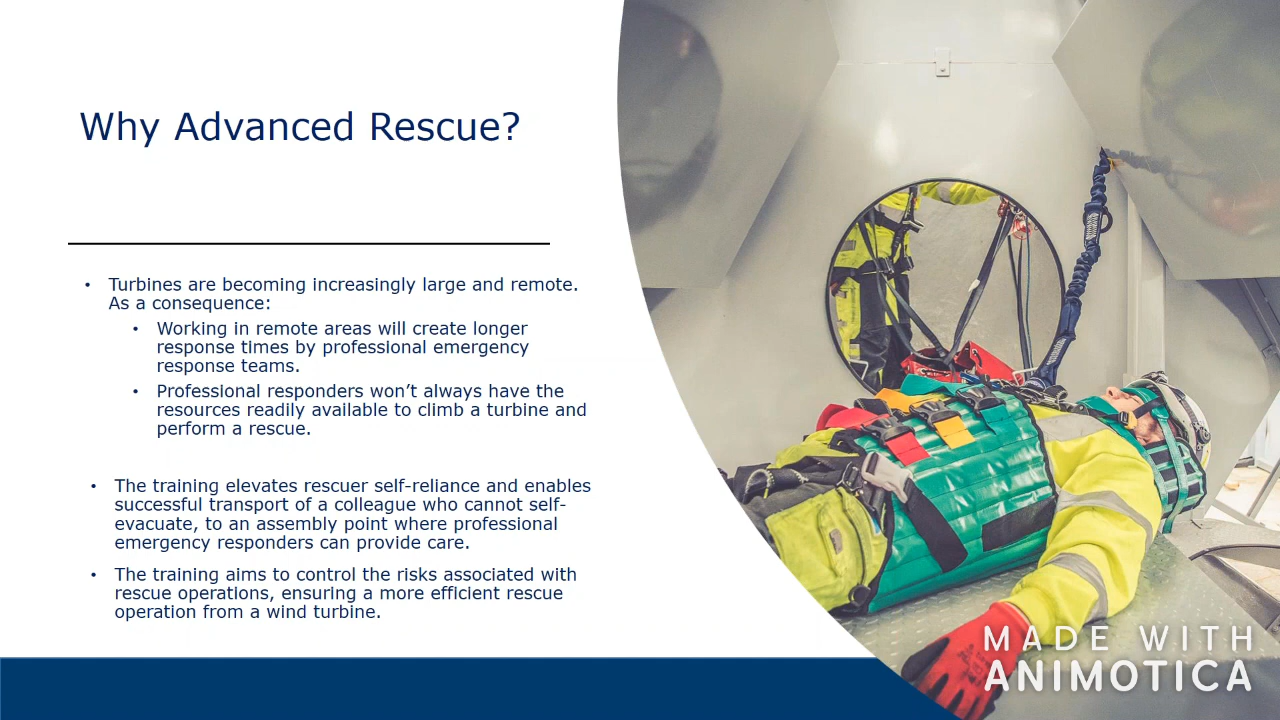 Why Advanced Rescue?
• Turbines are becoming increasingly large and remote.
As a consequence:
• Working in remote areas will create longer
response times by professional emergency
response teams.
• Professional responders won’t always have the
resources readily available to climb a turbine and
perform a rescue.
• The training elevates rescuer self-reliance and enables
successful transport of a colleague who cannot self-
evacuate, to an assembly point where professional
emergency responders can provide care.
• The training aims to control the risks associated with
rescue operations, ensuring a more efficient rescue
operation from a wind turbine.
MADE WITH
ANIMOTICA